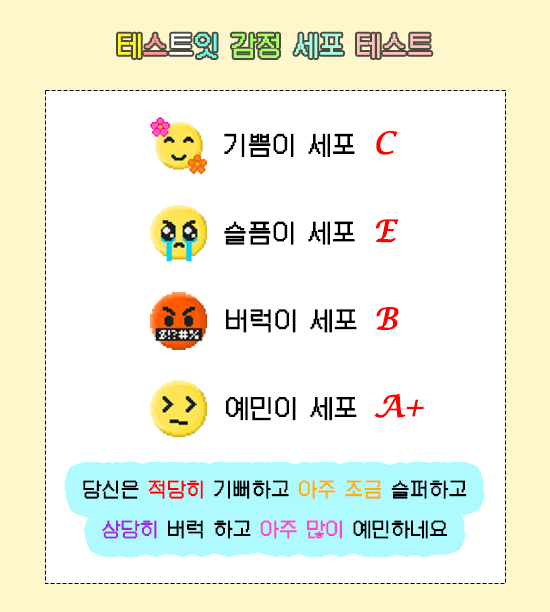 테스트잇 감정 세포 테스트
기쁨이 세포 C
슬픔이 세포 E
버럭이 세포 B
$!?#%
예민이 세포 A+
당신은 적당히 기뻐하고 아주 조금 슬퍼하고
상당히 버럭 하고 아주 많이 예민하네요